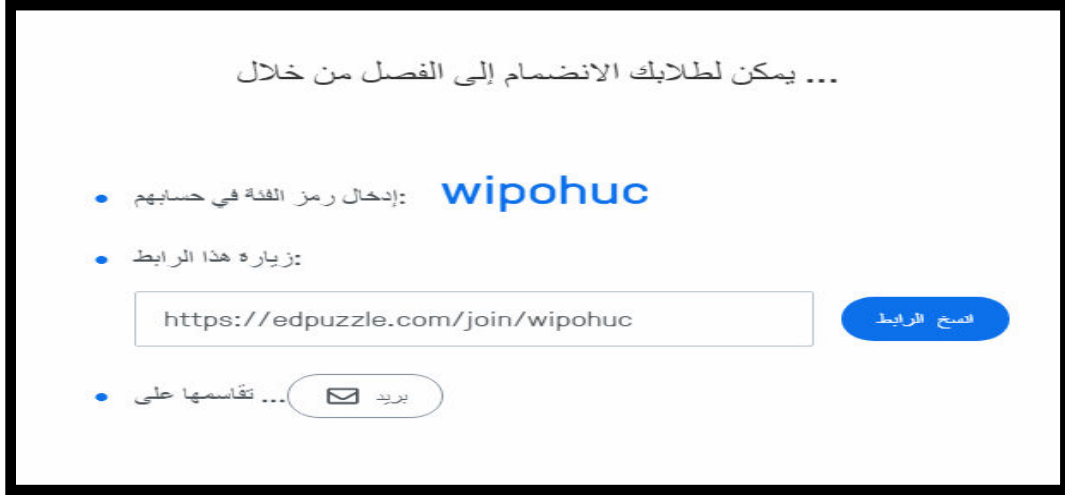 يمكن لطلابك الانضمام إلى الفصل من خلال ...
إدخال رمز الفئة في حسابهم: wipohuc
زيارة هذا الرابط:
https://edpuzzle.com/join/wipohuc انسخ الرابط
تقاسمها على ... بريد